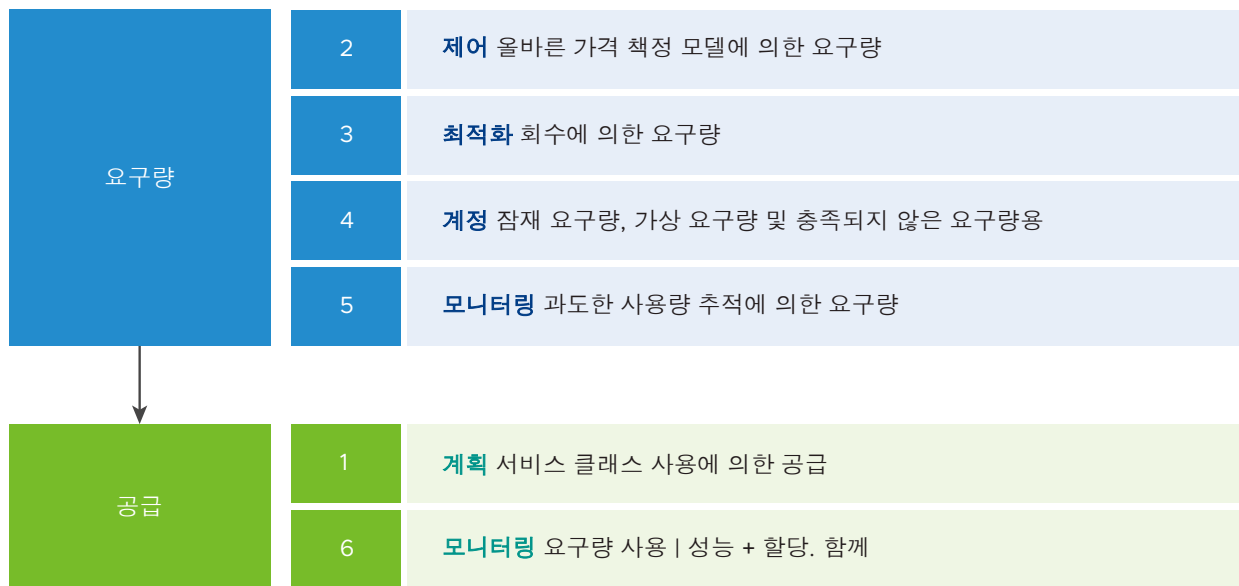 요구량
2
제어 올바른 가격 책정 모델에 의한 요구량
3
최적화 회수에 의한 요구량
4
계정 잠재 요구량, 가상 요구량 및 충족되지 않은 요구량용
5
모니터링 과도한 사용량 추적에 의한 요구량
공급
1
계획 서비스 클래스 사용에 의한 공급
6
모니터링 요구량 사용 | 성능 + 할당. 함께